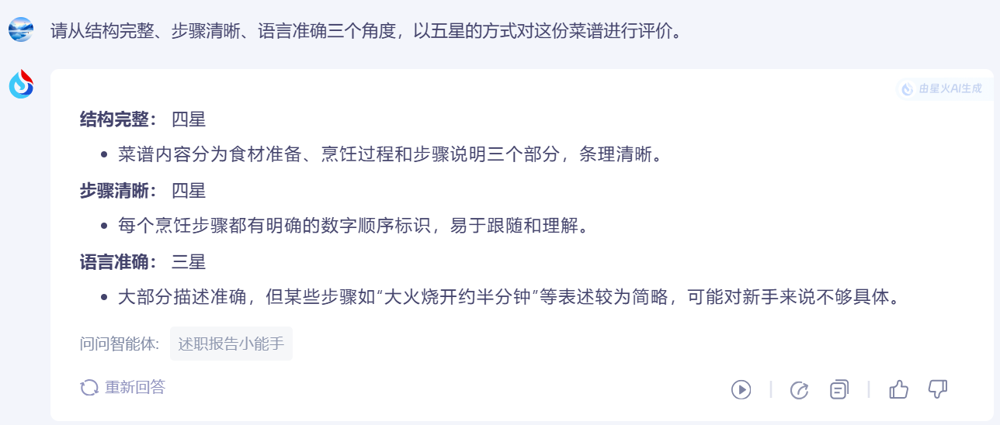 请从结构完整、步骤清晰、语言准确三个角度，以五星的方式对这份菜谱进行评价。
由星火AI生成
结构完整： 四星
• 菜谱内容分为食材准备、烹饪过程和步骤说明三个部分，条理清晰。
步骤清晰： 四星
• 每个烹饪步骤都有明确的数字顺序标识，易于跟随和理解。
语言准确： 三星
• 大部分描述准确，但某些步骤如“大火烧开约半分钟”等表述较为简略，可能对新手来说不够具体。
问问智能体: 述职报告小能手
重新回答